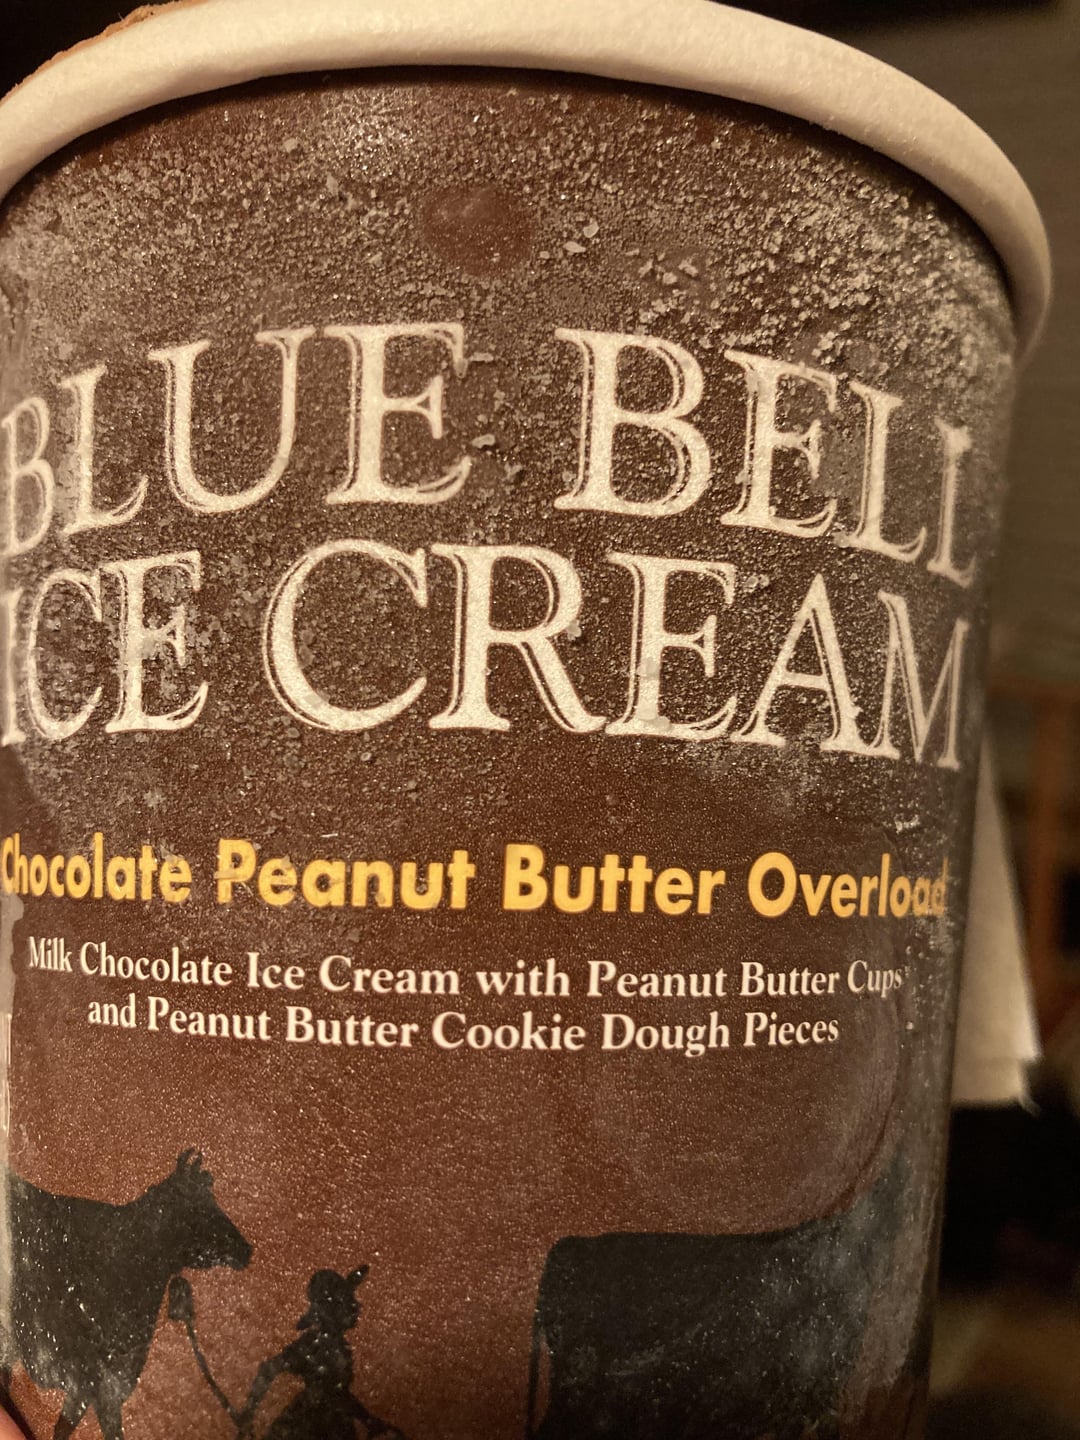 BLUE BELL
ICE CREAM
Chocolate Peanut Butter Overload
Milk Chocolate Ice Cream with Peanut Butter Cups
and Peanut Butter Cookie Dough Pieces